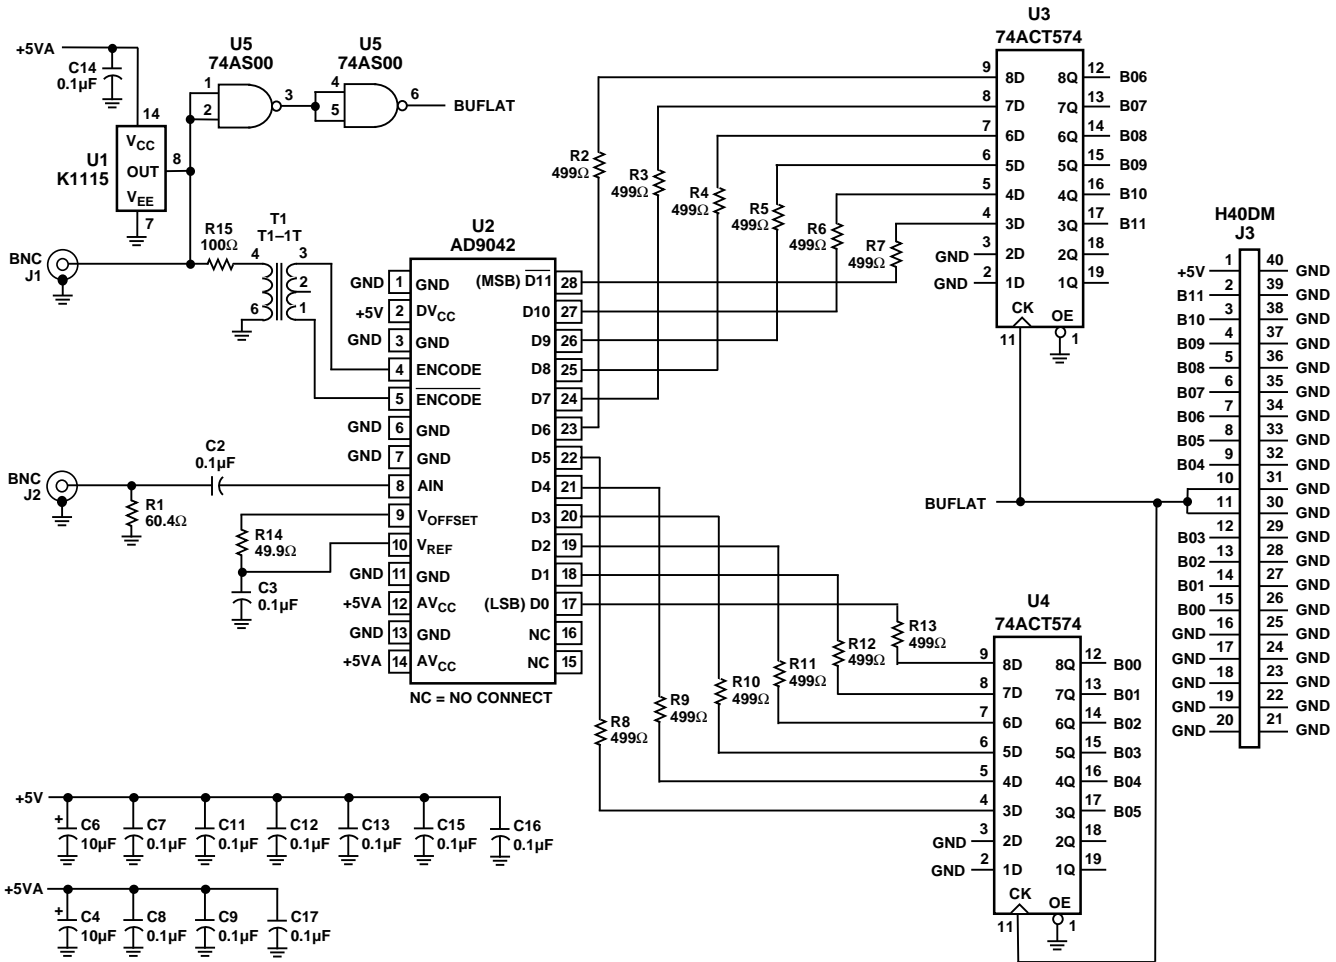 +5VA
C14
0.1µF
14
V_CC
OUT
V_EE
8
7
U1
K1115
U5
74AS00
1
2
3
U5
74AS00
4
5
6
BUFLAT
BNC
J1
R15
100Ω
T1
T1–1T
4
6
3
2
1
BNC
J2
R1
60.4Ω
C2
0.1µF
R14
49.9Ω
C3
0.1µF
U2
AD9042
GND 1 GND
+5V 2 DV_CC
GND 3 GND
4 ENCODE
5 E̅N̅C̅O̅D̅E̅
GND 6 GND
GND 7 GND
8 AIN
9 V_OFFSET
10 V_REF
GND 11 GND
+5VA 12 AV_CC
GND 13 GND
+5VA 14 AV_CC
(MSB) D̅1̅1̅ 28
D10 27
D9 26
D8 25
D7 24
D6 23
D5 22
D4 21
D3 20
D2 19
D1 18
(LSB) D0 17
NC 16
NC 15
NC = NO CONNECT
R2
499Ω
R3
499Ω
R4
499Ω
R5
499Ω
R6
499Ω
R7
499Ω
R8
499Ω
R9
499Ω
R10
499Ω
R11
499Ω
R12
499Ω
R13
499Ω
U3
74ACT574
9 8D 8Q 12 B06
8 7D 7Q 13 B07
7 6D 6Q 14 B08
6 5D 5Q 15 B09
5 4D 4Q 16 B10
4 3D 3Q 17 B11
GND 3 2D 2Q 18
GND 2 1D 1Q 19
CK OE
11 1
BUFLAT
U4
74ACT574
9 8D 8Q 12 B00
8 7D 7Q 13 B01
7 6D 6Q 14 B02
6 5D 5Q 15 B03
5 4D 4Q 16 B04
4 3D 3Q 17 B05
GND 3 2D 2Q 18
GND 2 1D 1Q 19
CK OE
11 1
H40DM
J3
+5V 1 40 GND
B11 2 39 GND
B10 3 38 GND
B09 4 37 GND
B08 5 36 GND
B07 6 35 GND
B06 7 34 GND
B05 8 33 GND
B04 9 32 GND
10 31 GND
11 30 GND
B03 12 29 GND
B02 13 28 GND
B01 14 27 GND
B00 15 26 GND
GND 16 25 GND
GND 17 24 GND
GND 18 23 GND
GND 19 22 GND
GND 20 21 GND
+5V
+ C6
10µF
C7
0.1µF
C11
0.1µF
C12
0.1µF
C13
0.1µF
C15
0.1µF
C16
0.1µF
+5VA
+ C4
10µF
C8
0.1µF
C9
0.1µF
C17
0.1µF